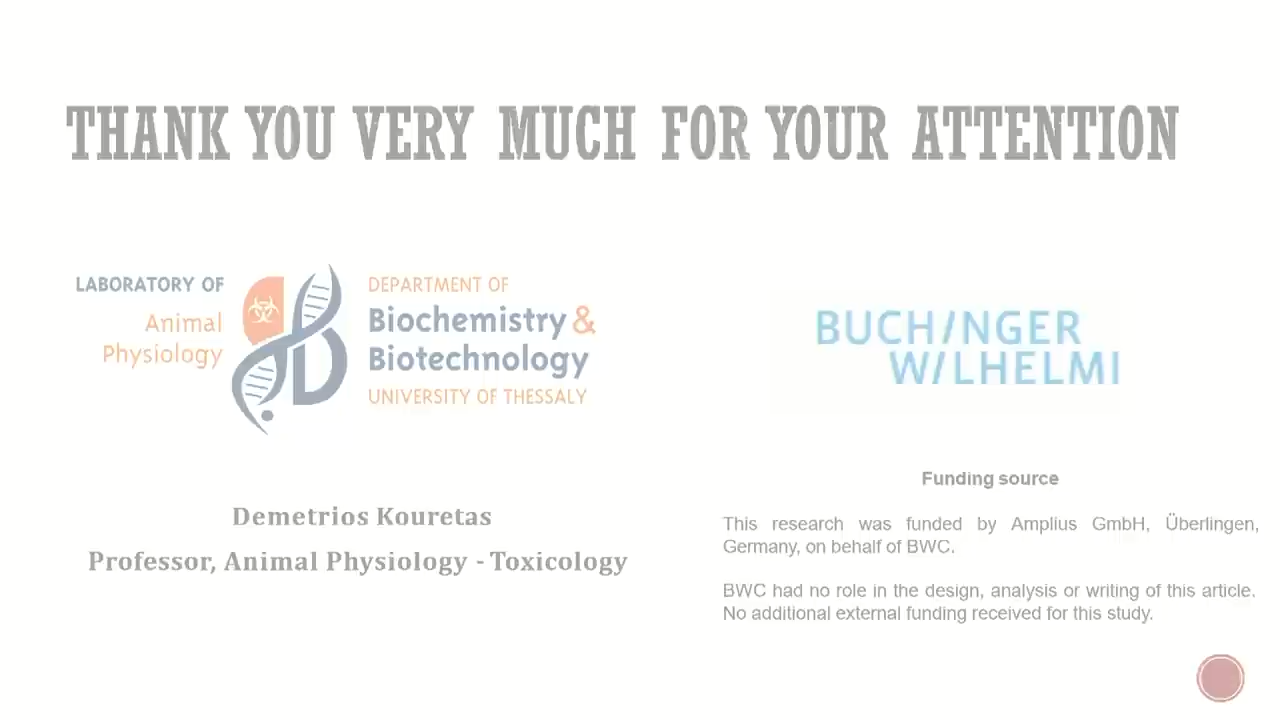 THANK YOU VERY MUCH FOR YOUR ATTENTION
LABORATORY OF
Animal
Physiology
DEPARTMENT OF
Biochemistry &
Biotechnology
UNIVERSITY OF THESSALY
BUCHINGER
WILHELMI
Demetrios Kouretas
Professor, Animal Physiology - Toxicology
Funding source
This research was funded by Amplius GmbH, Überlingen,
Germany, on behalf of BWC.
BWC had no role in the design, analysis or writing of this article.
No additional external funding received for this study.